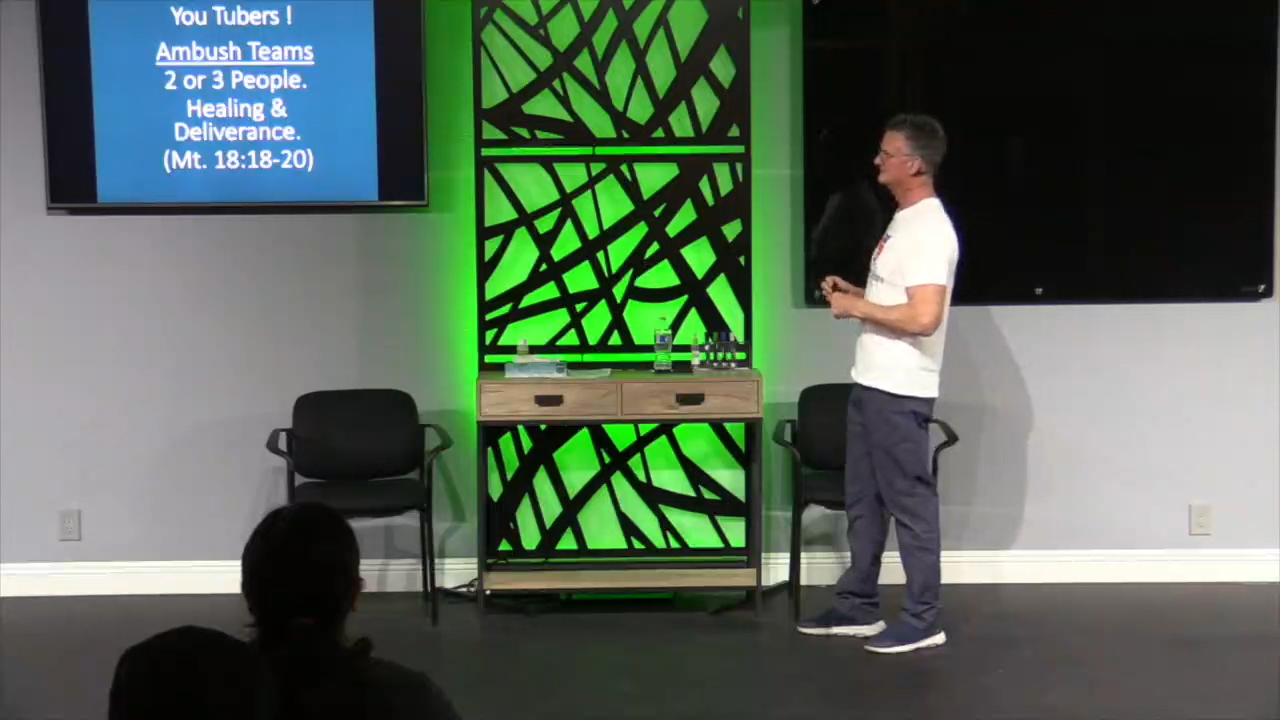 You Tubers !
Ambush Teams
2 or 3 People.
Healing &
Deliverance.
(Mt. 18:18-20)